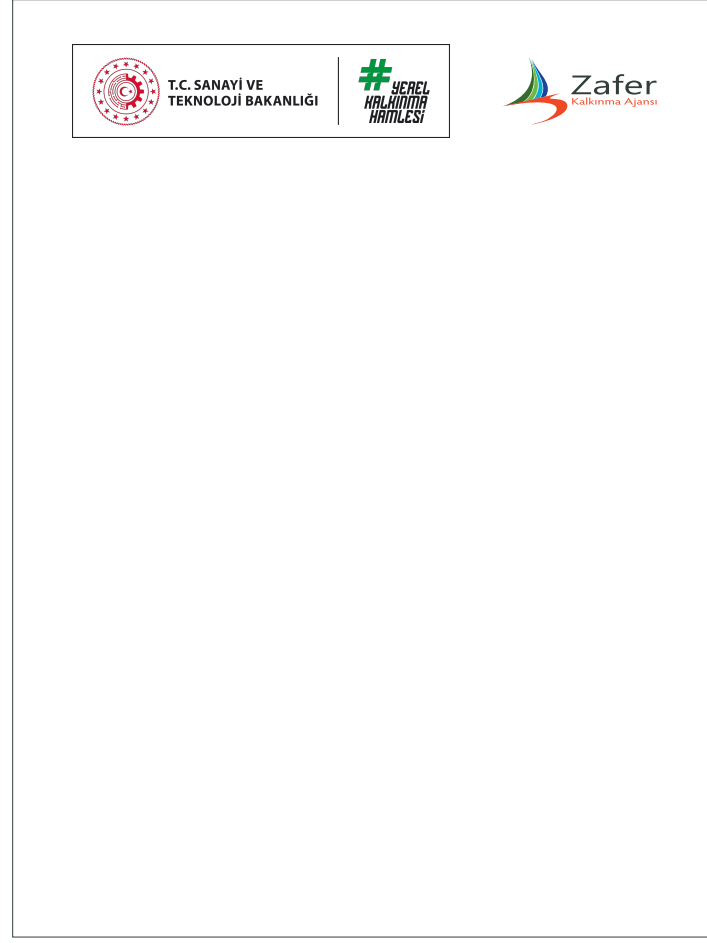 T.C. SANAYİ VE
TEKNOLOJİ BAKANLIĞI
#YEREL
KALKINMA
HAMLESİ
Zafer
Kalkınma Ajansı